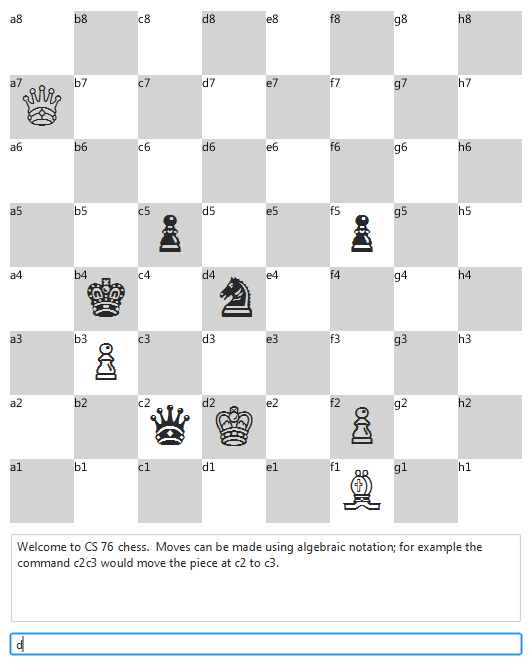 a8 b8 c8 d8 e8 f8 g8 h8
a7 b7 c7 d7 e7 f7 g7 h7
a6 b6 c6 d6 e6 f6 g6 h6
a5 b5 c5 d5 e5 f5 g5 h5
a4 b4 c4 d4 e4 f4 g4 h4
a3 b3 c3 d3 e3 f3 g3 h3
a2 b2 c2 d2 e2 f2 g2 h2
a1 b1 c1 d1 e1 f1 g1 h1
Welcome to CS 76 chess.  Moves can be made using algebraic notation; for example the
command c2c3 would move the piece at c2 to c3.
d